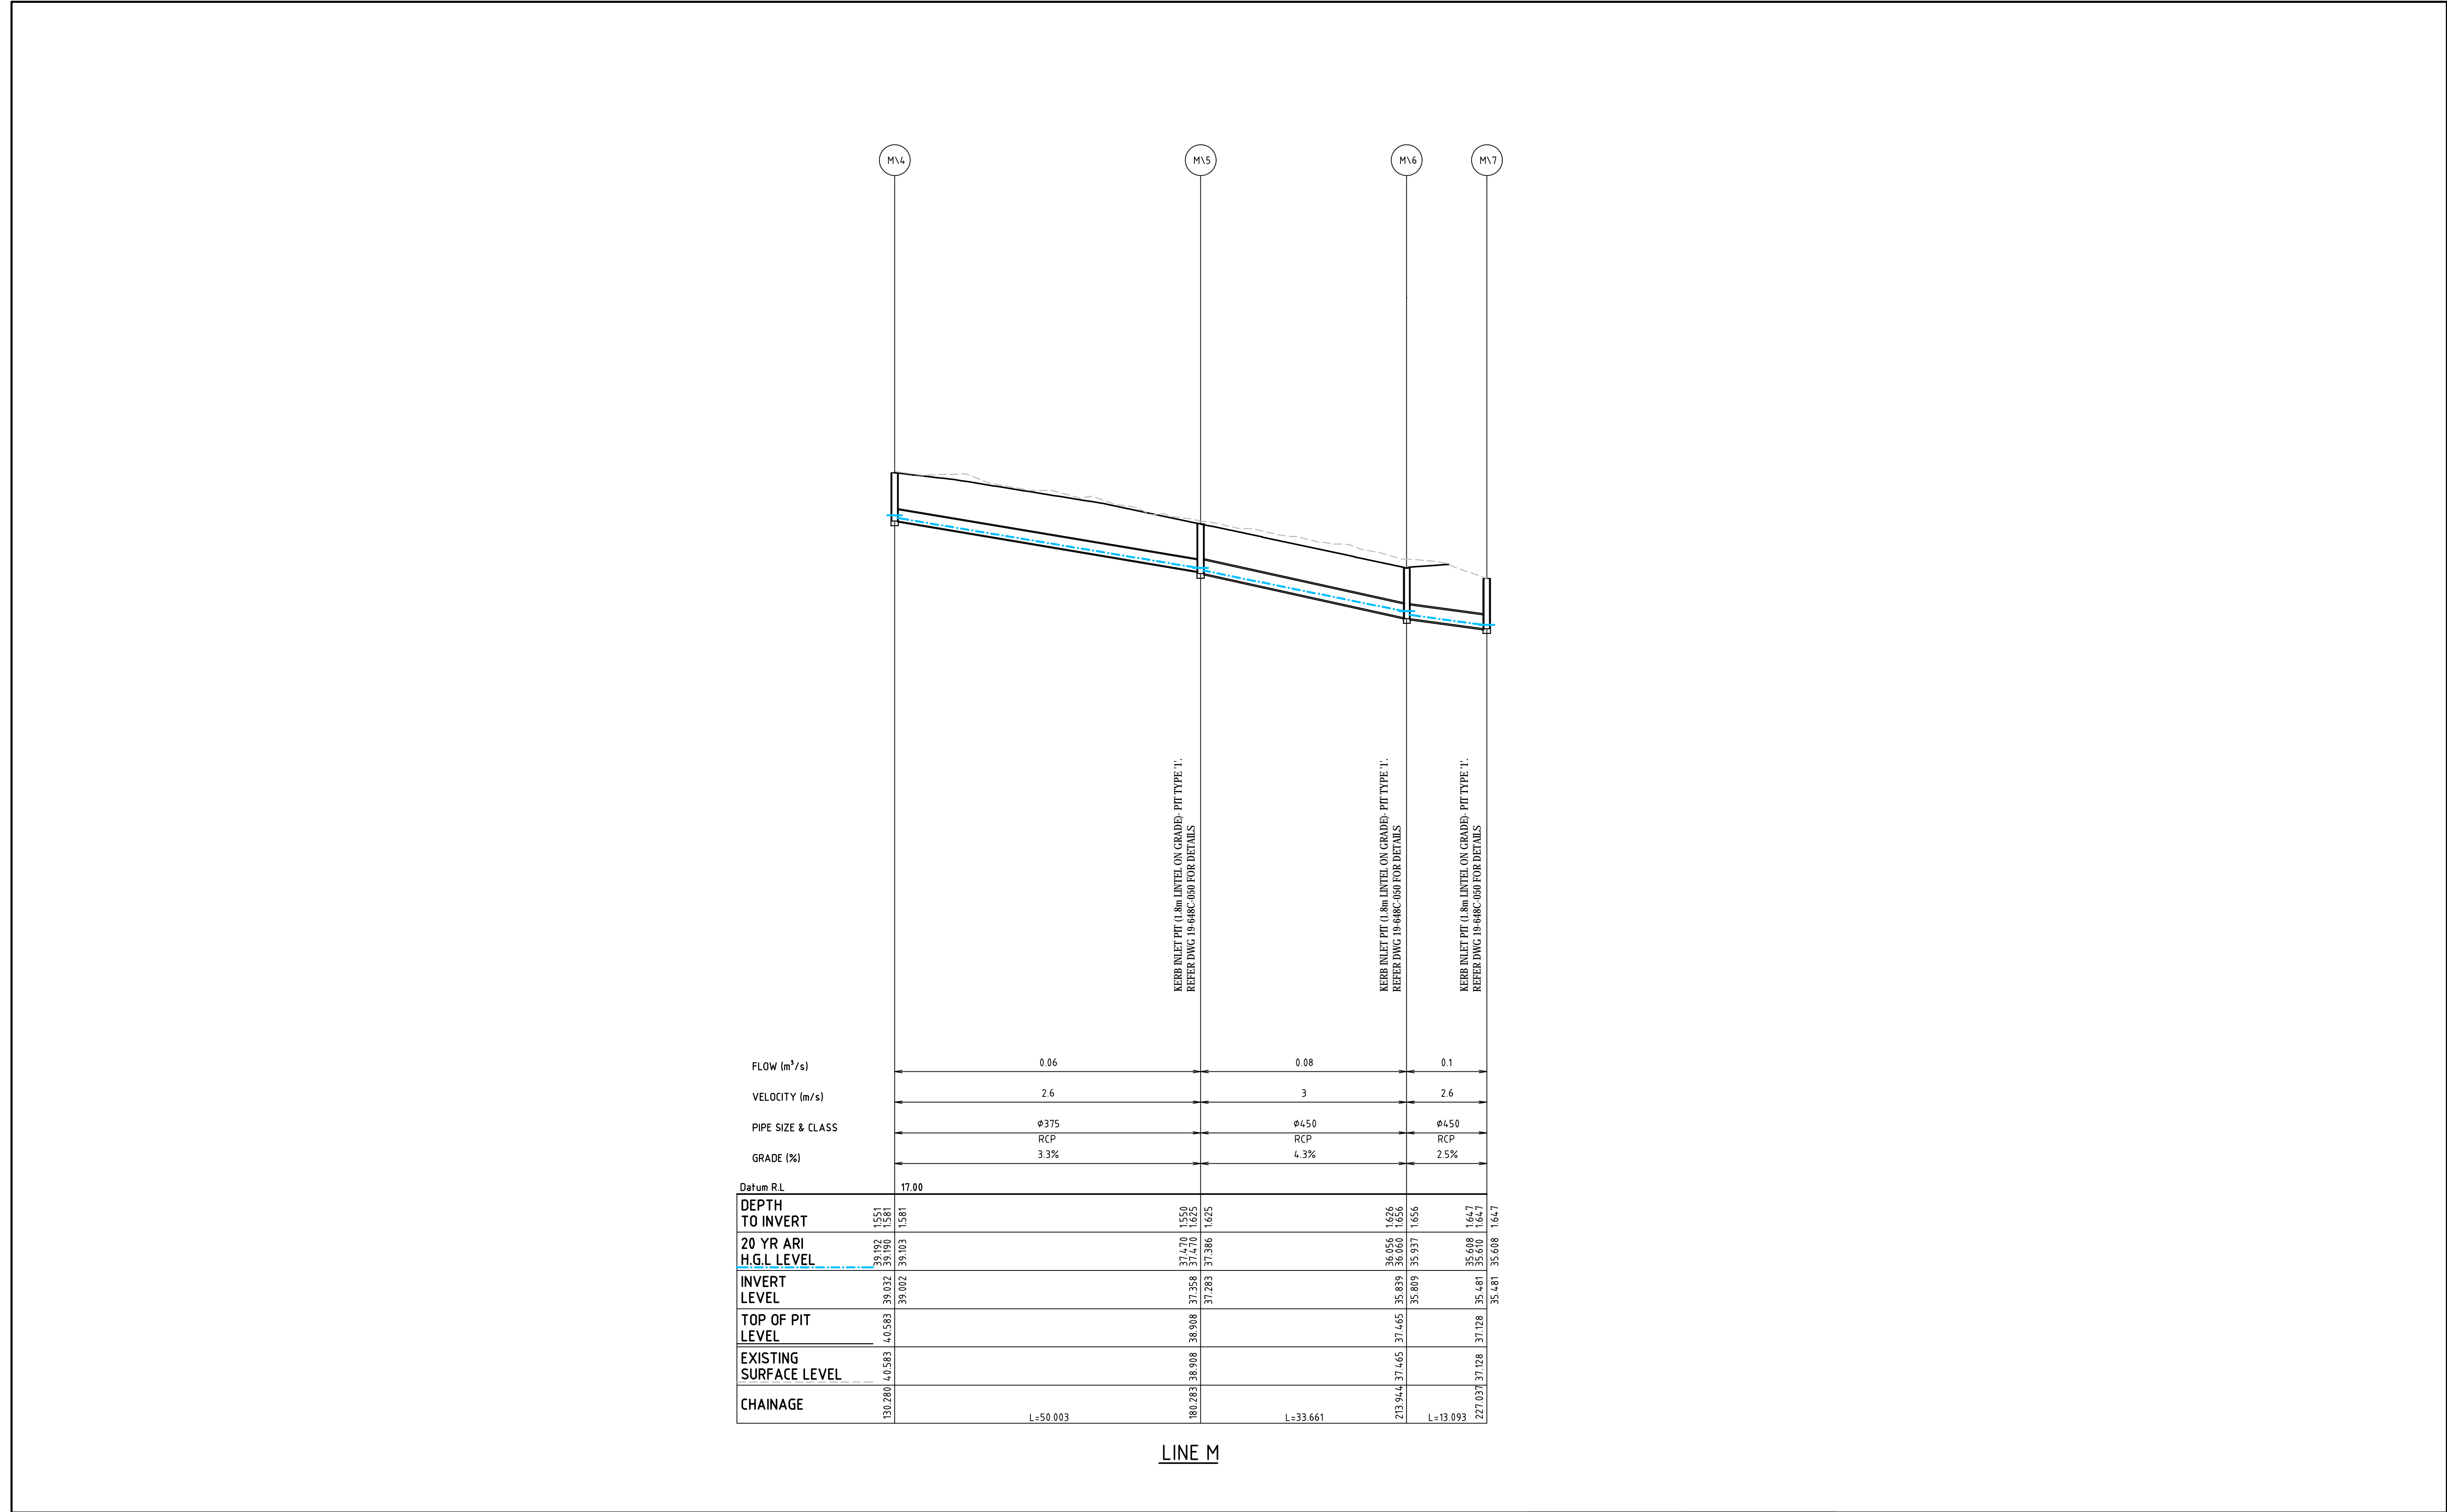 M\4 M\5 M\6 M\7
KERB INLET PIT (1.8m LINTEL ON GRADE)- PIT TYPE '1'.
REFER DWG 19-648C-050 FOR DETAILS
KERB INLET PIT (1.8m LINTEL ON GRADE)- PIT TYPE '1'.
REFER DWG 19-648C-050 FOR DETAILS
KERB INLET PIT (1.8m LINTEL ON GRADE)- PIT TYPE '1'.
REFER DWG 19-648C-050 FOR DETAILS
FLOW (m³/s) 0.06 0.08 0.1
VELOCITY (m/s) 2.6 3 2.6
PIPE SIZE & CLASS ø375 ø450 ø450
RCP RCP RCP
GRADE (%) 3.3% 4.3% 2.5%
Datum R.L 17.00
DEPTH
TO INVERT 1.551 1.581 1.581 1.550 1.625 1.625 1.626 1.656 1.656 1.647 1.647 1.647
20 YR ARI
H.G.L LEVEL 39.192 39.190 39.103 37.470 37.470 37.386 36.056 36.060 35.937 35.608 35.610 35.608
INVERT
LEVEL 39.032 39.002 37.358 37.283 35.839 35.809 35.481 35.481
TOP OF PIT
LEVEL 40.583 38.908 37.465 37.128
EXISTING
SURFACE LEVEL 40.583 38.908 37.465 37.128
CHAINAGE 130.280 180.283 213.944 227.037
L=50.003 L=33.661 L=13.093
LINE M